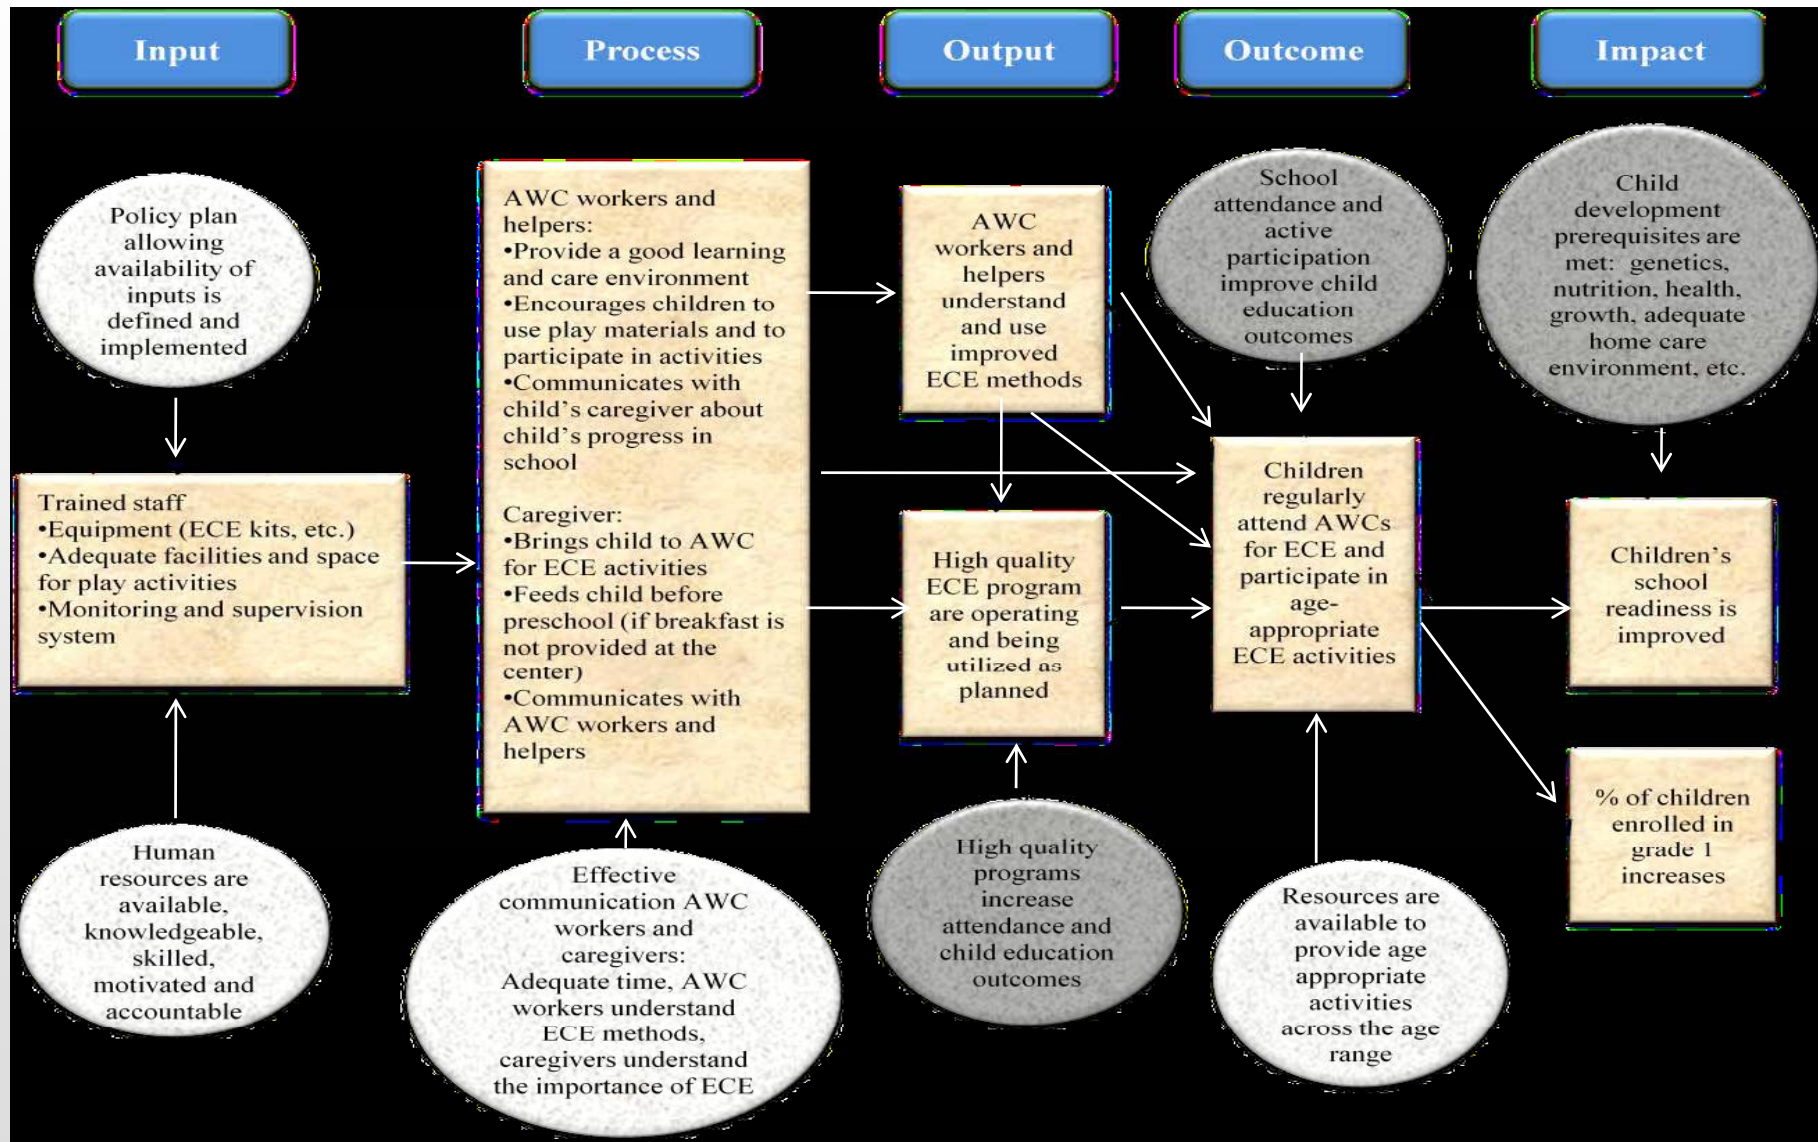 Input
Process
Output
Outcome
Impact
Policy plan
allowing
availability of
inputs is
defined and
implemented
Trained staff
•Equipment (ECE kits, etc.)
•Adequate facilities and space
for play activities
•Monitoring and supervision
system
Human
resources are
available,
knowledgeable,
skilled,
motivated and
accountable
AWC workers and
helpers:
•Provide a good learning
and care environment
•Encourages children to
use play materials and to
participate in activities
•Communicates with
child's caregiver about
child's progress in
school
Caregiver:
•Brings child to AWC
for ECE activities
•Feeds child before
preschool (if breakfast is
not provided at the
center)
•Communicates with
AWC workers and
helpers
Effective
communication AWC
workers and
caregivers:
Adequate time, AWC
workers understand
ECE methods,
caregivers understand
the importance of ECE
AWC
workers and
helpers
understand
and use
improved
ECE methods
High quality
ECE program
are operating
and being
utilized as
planned
High quality
programs
increase
attendance and
child education
outcomes
School
attendance and
active
participation
improve child
education
outcomes
Children
regularly
attend AWCs
for ECE and
participate in
age-
appropriate
ECE activities
Resources are
available to
provide age
appropriate
activities
across the age
range
Child
development
prerequisites are
met: genetics,
nutrition, health,
growth, adequate
home care
environment, etc.
Children's
school
readiness is
improved
% of children
enrolled in
grade 1
increases